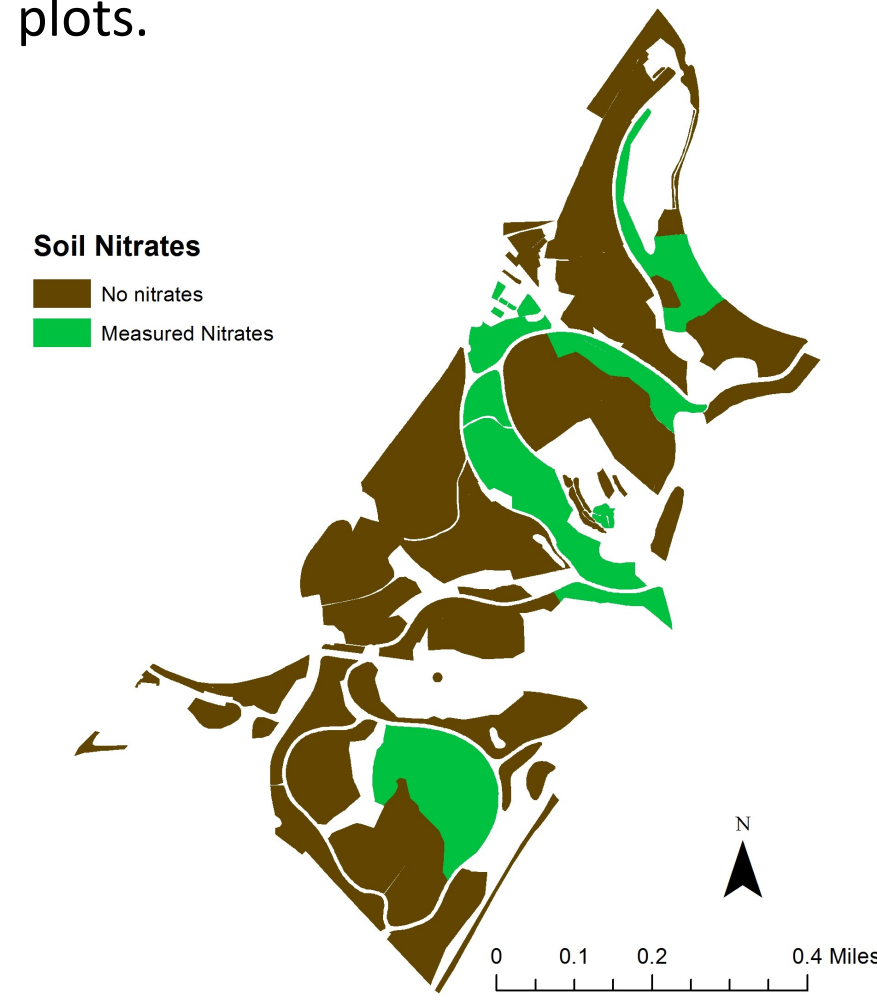 plots.
Soil Nitrates
No nitrates
Measured Nitrates
N
0 0.1 0.2 0.4 Miles